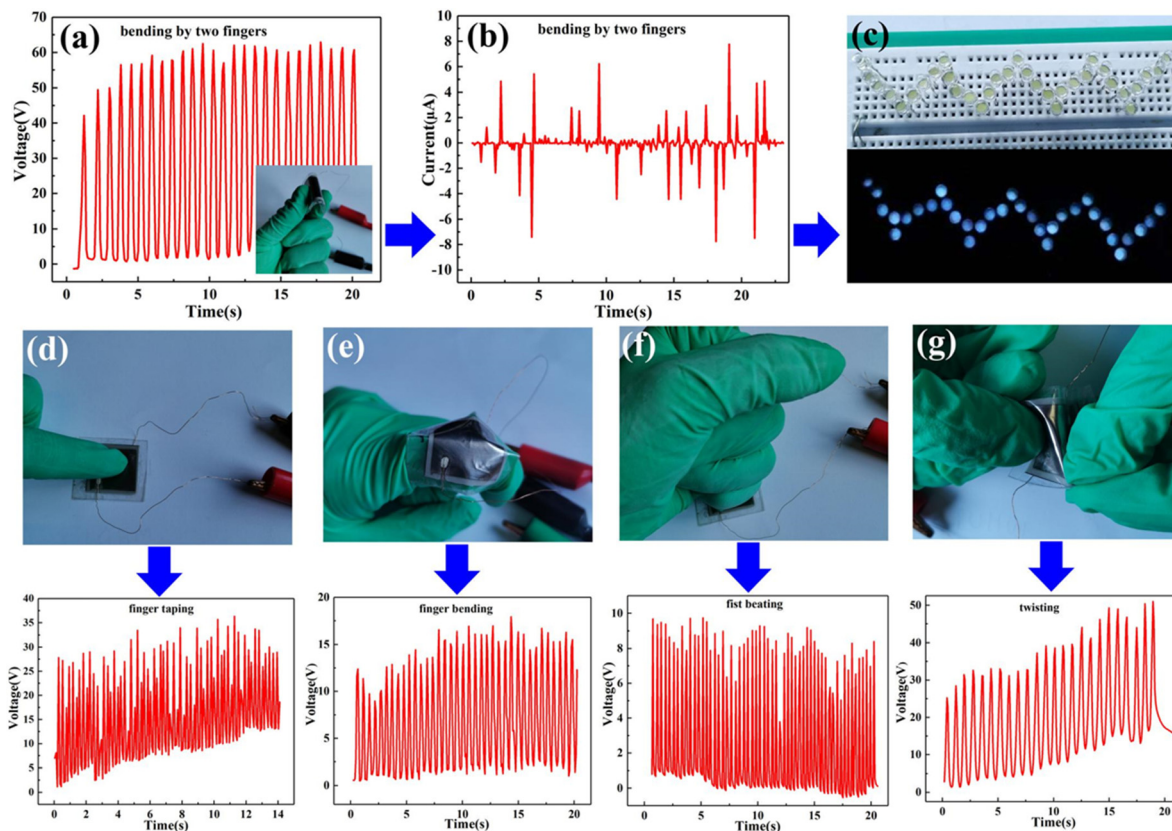 (a)
bending by two fingers
70
60
50
40
30
20
10
0
Voltage(V)
0 5 10 15 20
Time(s)
(b)
bending by two fingers
10
8
6
4
2
0
-2
-4
-6
-8
-10
Current(μA)
0 5 10 15 20
Time(s)
(c)
(d)
(e)
(f)
(g)
finger taping
40
35
30
25
20
15
10
5
0
Voltage(V)
0 2 4 6 8 10 12 14
Time(s)
finger bending
20
15
10
5
0
Voltage(V)
0 5 10 15 20
Time(s)
fist beating
10
8
6
4
2
0
Voltage(V)
0 5 10 15 20
Time(s)
twisting
50
40
30
20
10
0
Voltage(V)
0 5 10 15 20
Time(s)